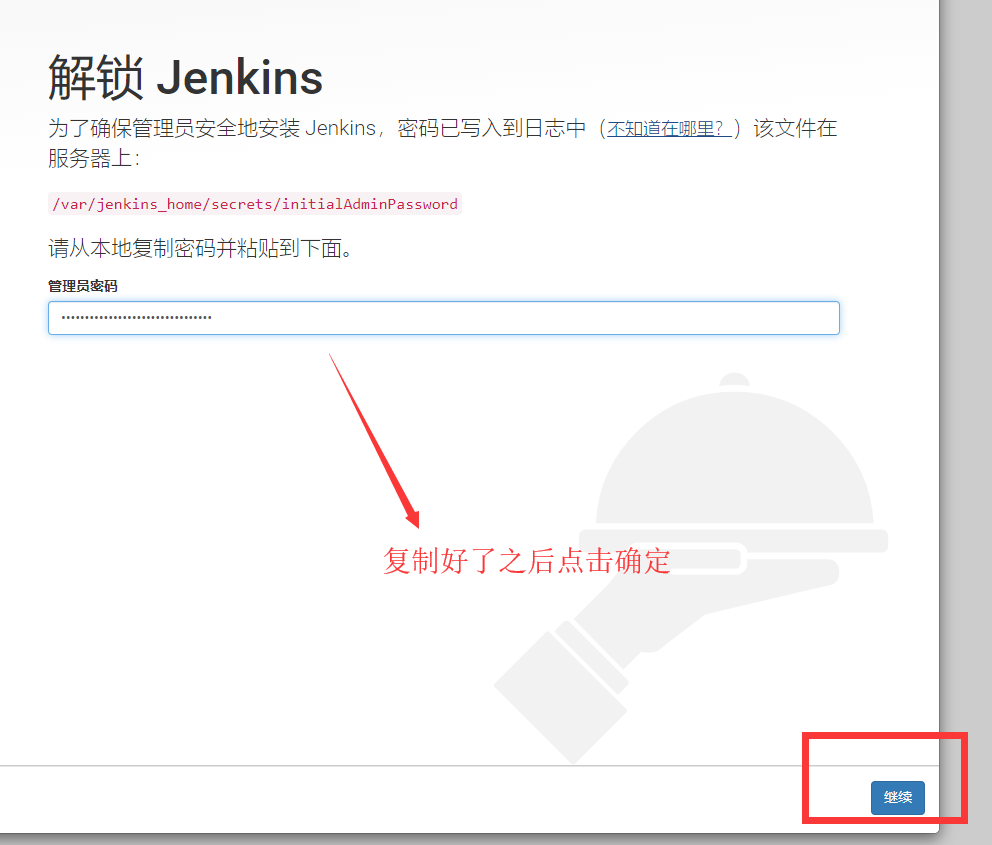 解锁 Jenkins
为了确保管理员安全地安装 Jenkins，密码已写入到日志中（不知道在哪里？）该文件在
服务器上：
/var/jenkins_home/secrets/initialAdminPassword
请从本地复制密码并粘贴到下面。
管理员密码
复制好了之后点击确定
继续